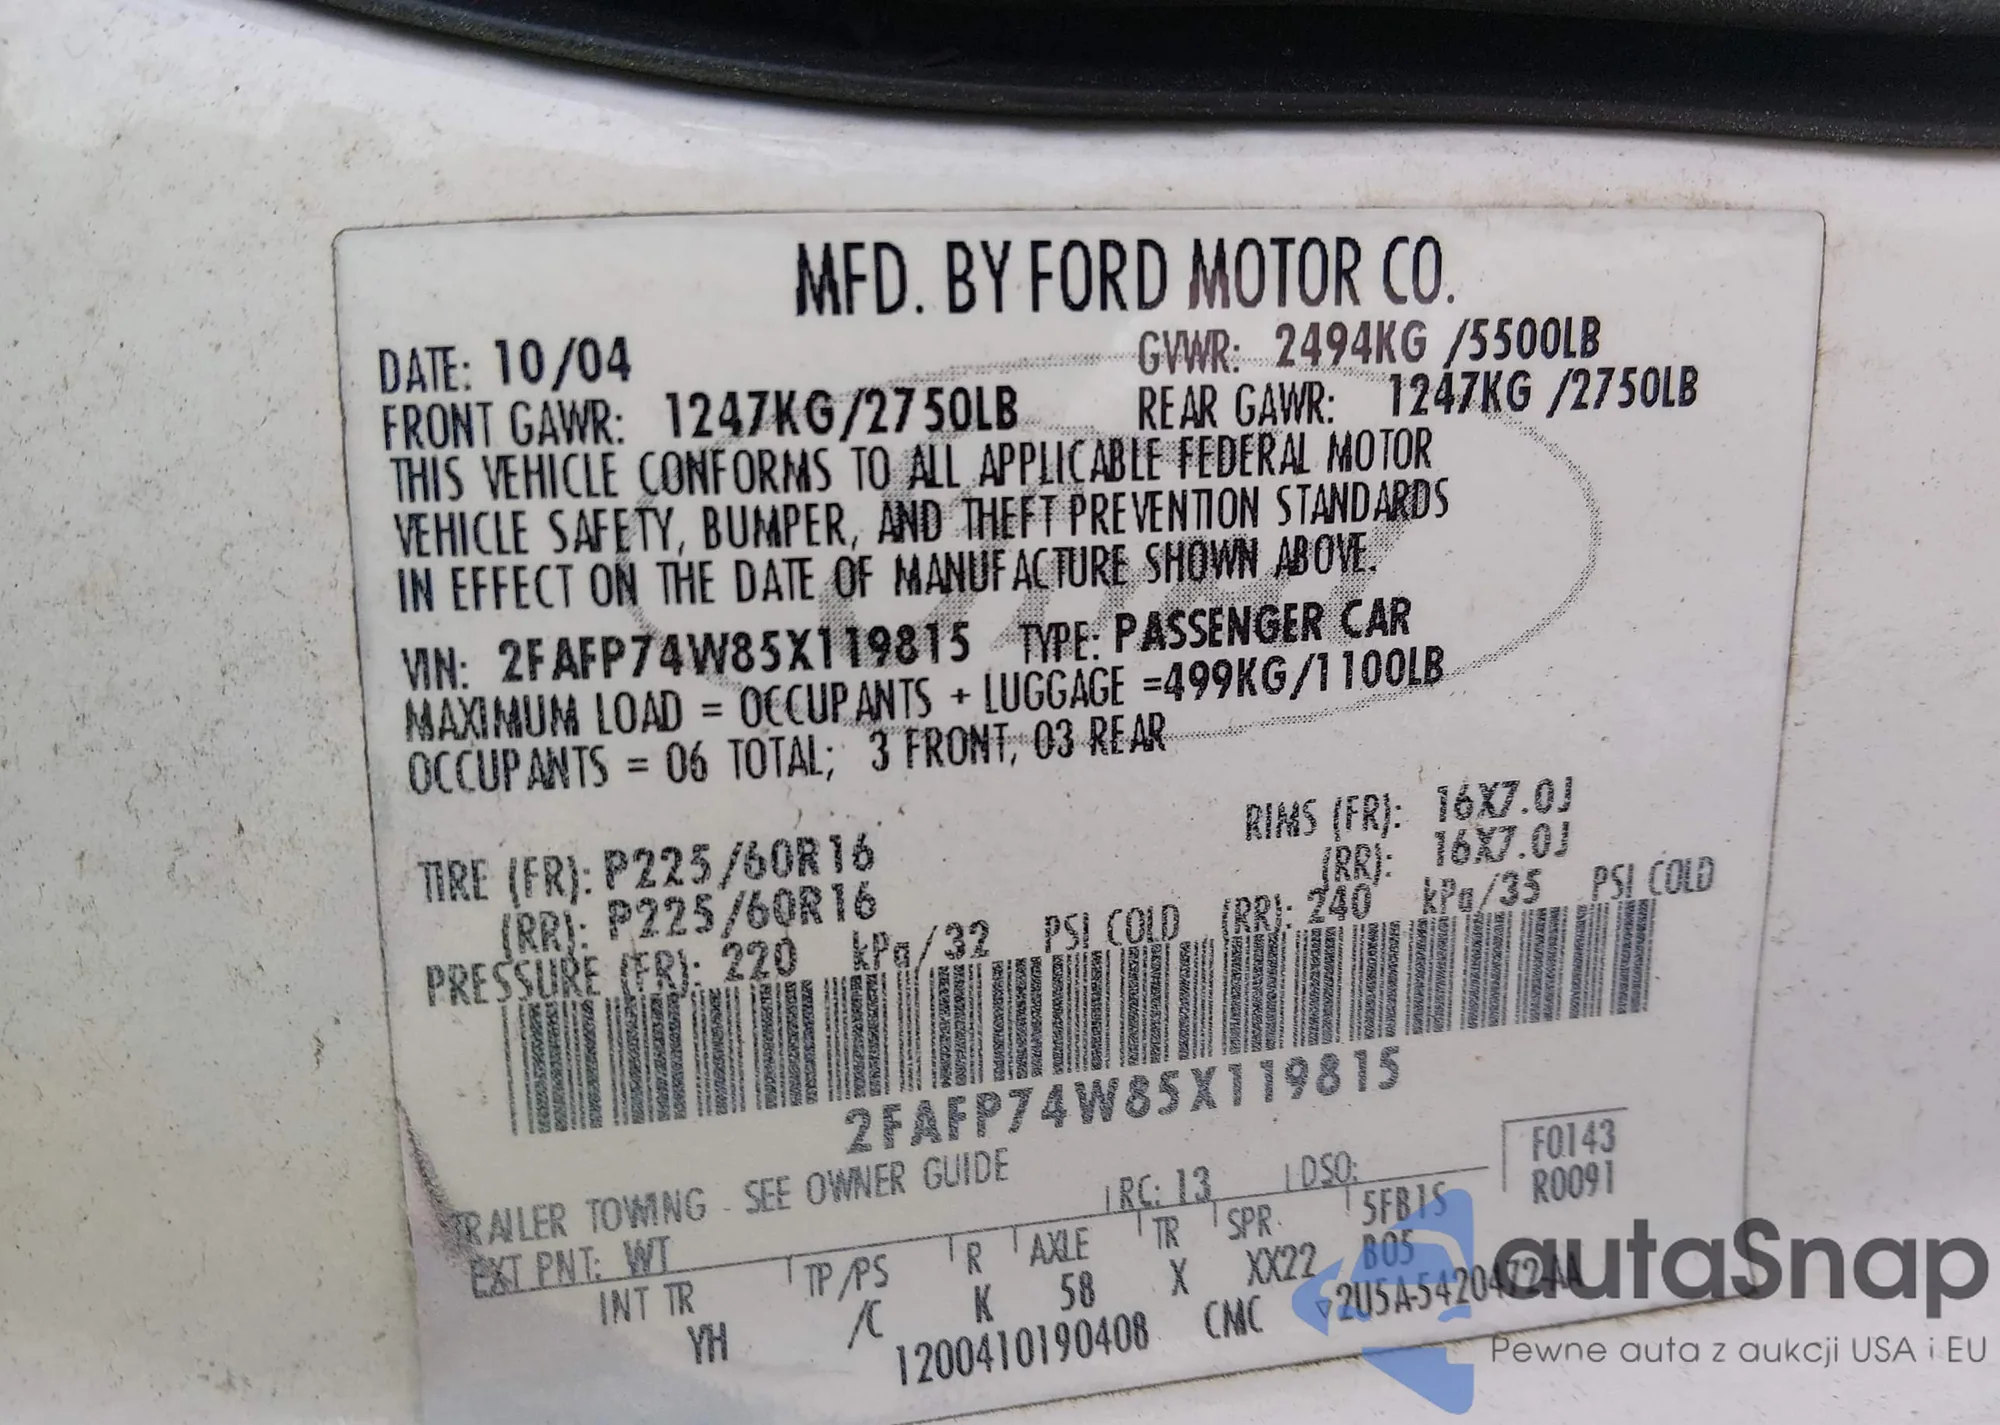 MFD. BY FORD MOTOR CO.
DATE: 10/04 GVWR: 2494KG /5500LB
FRONT GAWR: 1247KG/2750LB REAR GAWR: 1247KG /2750LB
THIS VEHICLE CONFORMS TO ALL APPLICABLE FEDERAL MOTOR
VEHICLE SAFETY, BUMPER, AND THEFT PREVENTION STANDARDS
IN EFFECT ON THE DATE OF MANUFACTURE SHOWN ABOVE.
VIN: 2FAFP74W85X119815 TYPE: PASSENGER CAR
MAXIMUM LOAD = OCCUPANTS + LUGGAGE =499KG/1100LB
OCCUPANTS = 06 TOTAL; 3 FRONT, 03 REAR
TIRE (FR): P225/60R16 RIMS (FR): 16X7.0J
(RR): P225/60R16 (RR): 16X7.0J
PRESSURE (FR): 220 kPa/32 PSI COLD (RR): 240 kPa/35 PSI COLD
2FAFP74W85X119815
TRAILER TOWING - SEE OWNER GUIDE RC: 13 DSO: F0143
R0091
EXT PNT: WT
INT TR TP/PS R AXLE TR SPR 5FB1S
YH /C K 58 X XX22 B05
1200410190408 CMC ▽2U5A-5420472-AA
autaSnap
Pewne auta z aukcji USA i EU